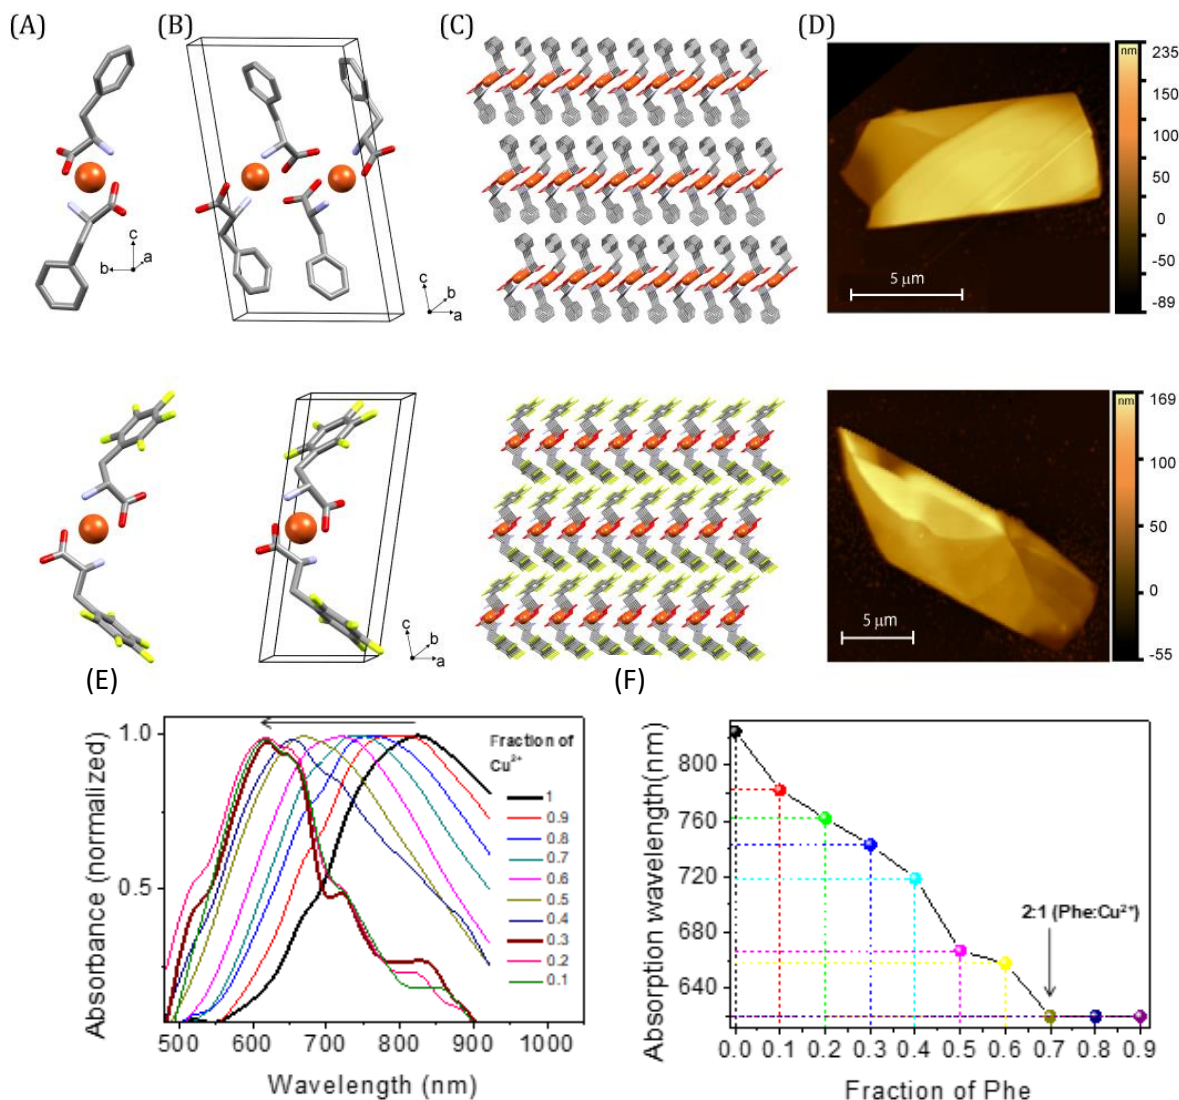 (A)
(B)
(C)
(D)
c
b
a
c
b
a
5 µm
nm
235
150
100
50
0
-50
-89
c
b
a
5 µm
nm
169
100
50
0
-55
(E)
(F)
Absorbance (normalized)
1.0
0.5
Fraction of
Cu²⁺
1
0.9
0.8
0.7
0.6
0.5
0.4
0.3
0.2
0.1
500 600 700 800 900 1000
Wavelength (nm)
Absorption wavelength(nm)
800
760
720
680
640
2:1 (Phe:Cu²⁺)
0.0 0.1 0.2 0.3 0.4 0.5 0.6 0.7 0.8 0.9
Fraction of Phe